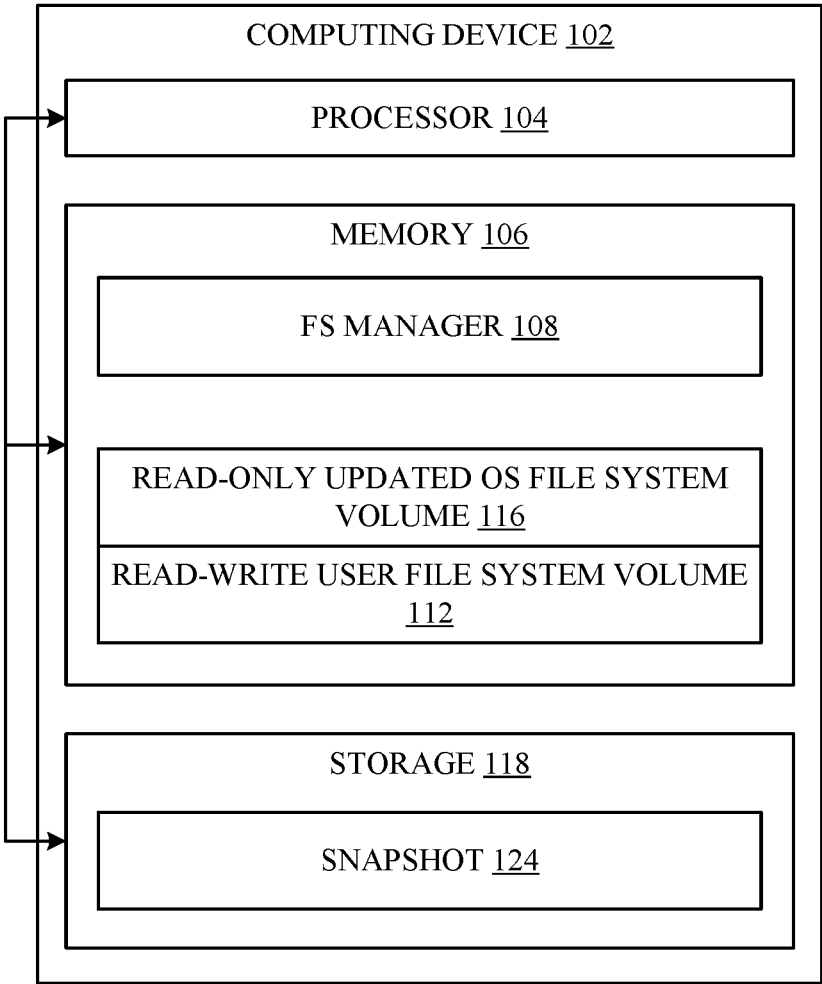 COMPUTING DEVICE 102
PROCESSOR 104
MEMORY 106
FS MANAGER 108
READ-ONLY UPDATED OS FILE SYSTEM
VOLUME 116
READ-WRITE USER FILE SYSTEM VOLUME
112
STORAGE 118
SNAPSHOT 124